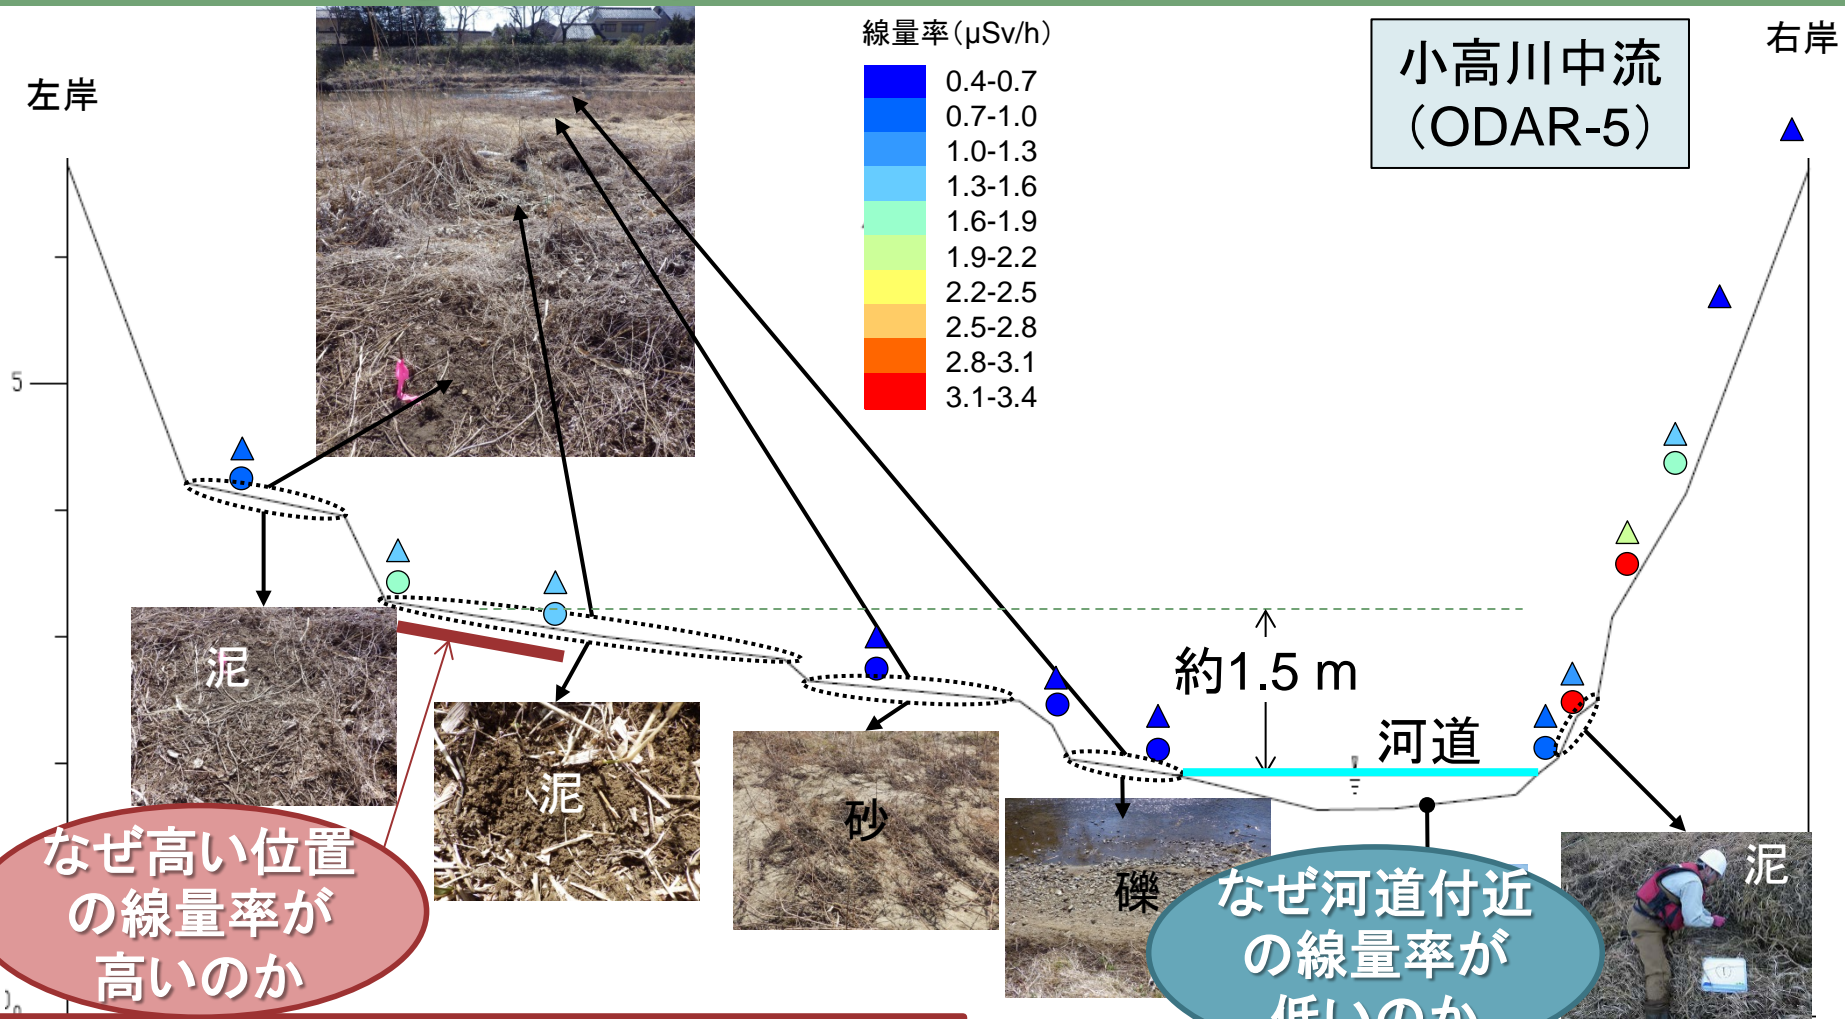 線量率(μSv/h)
0.4-0.7
0.7-1.0
1.0-1.3
1.3-1.6
1.6-1.9
1.9-2.2
2.2-2.5
2.5-2.8
2.8-3.1
3.1-3.4
小高川中流
(ODAR-5)
右岸
左岸
5
約1.5 m
河道
泥
泥
砂
礫
泥
なぜ高い位置
の線量率が
高いのか
なぜ河道付近
の線量率が
低いのか